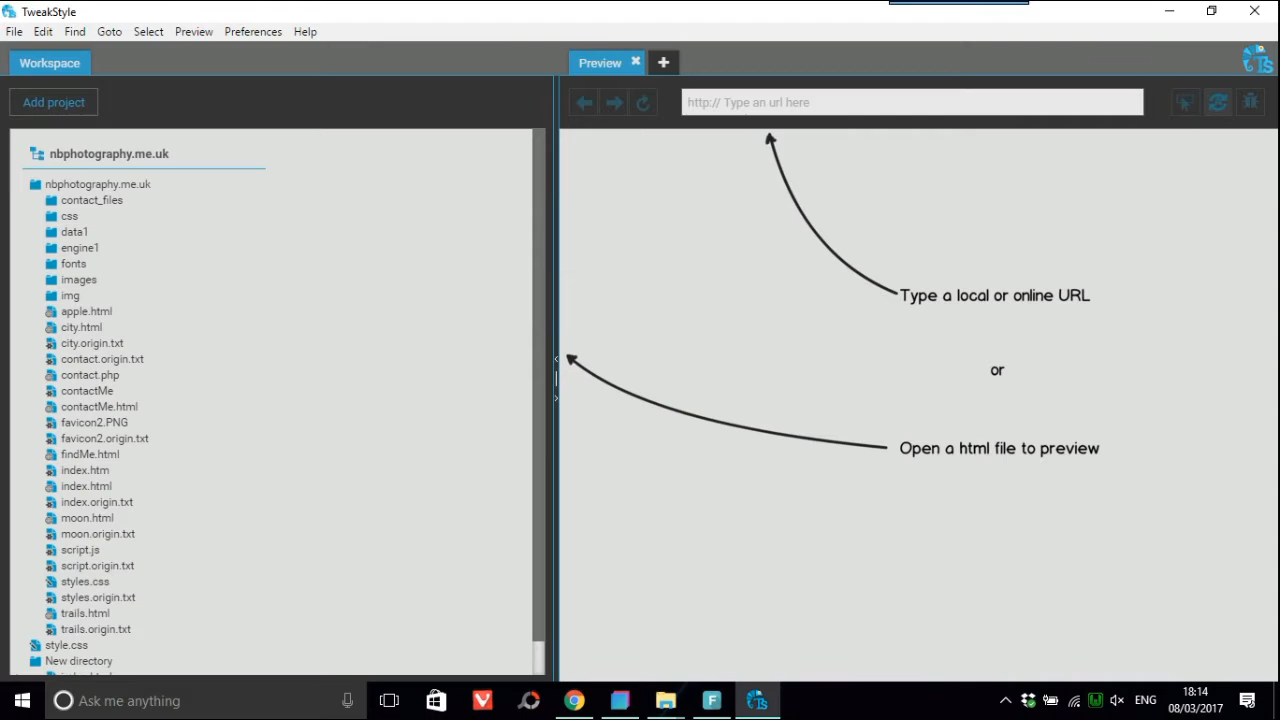 TweakStyle
File Edit Find Goto Select Preview Preferences Help
Workspace
Preview
TS
Add project
http:// Type an url here
nbphotography.me.uk
nbphotography.me.uk
contact_files
css
data1
engine1
fonts
images
img
apple.html
city.html
city.origin.txt
contact.origin.txt
contact.php
contactMe
contactMe.html
favicon2.PNG
favicon2.origin.txt
findMe.html
index.htm
index.html
index.origin.txt
moon.html
moon.origin.txt
script.js
script.origin.txt
styles.css
styles.origin.txt
trails.html
trails.origin.txt
style.css
New directory
Type a local or online URL
or
Open a html file to preview
Ask me anything
ENG
18:14
08/03/2017